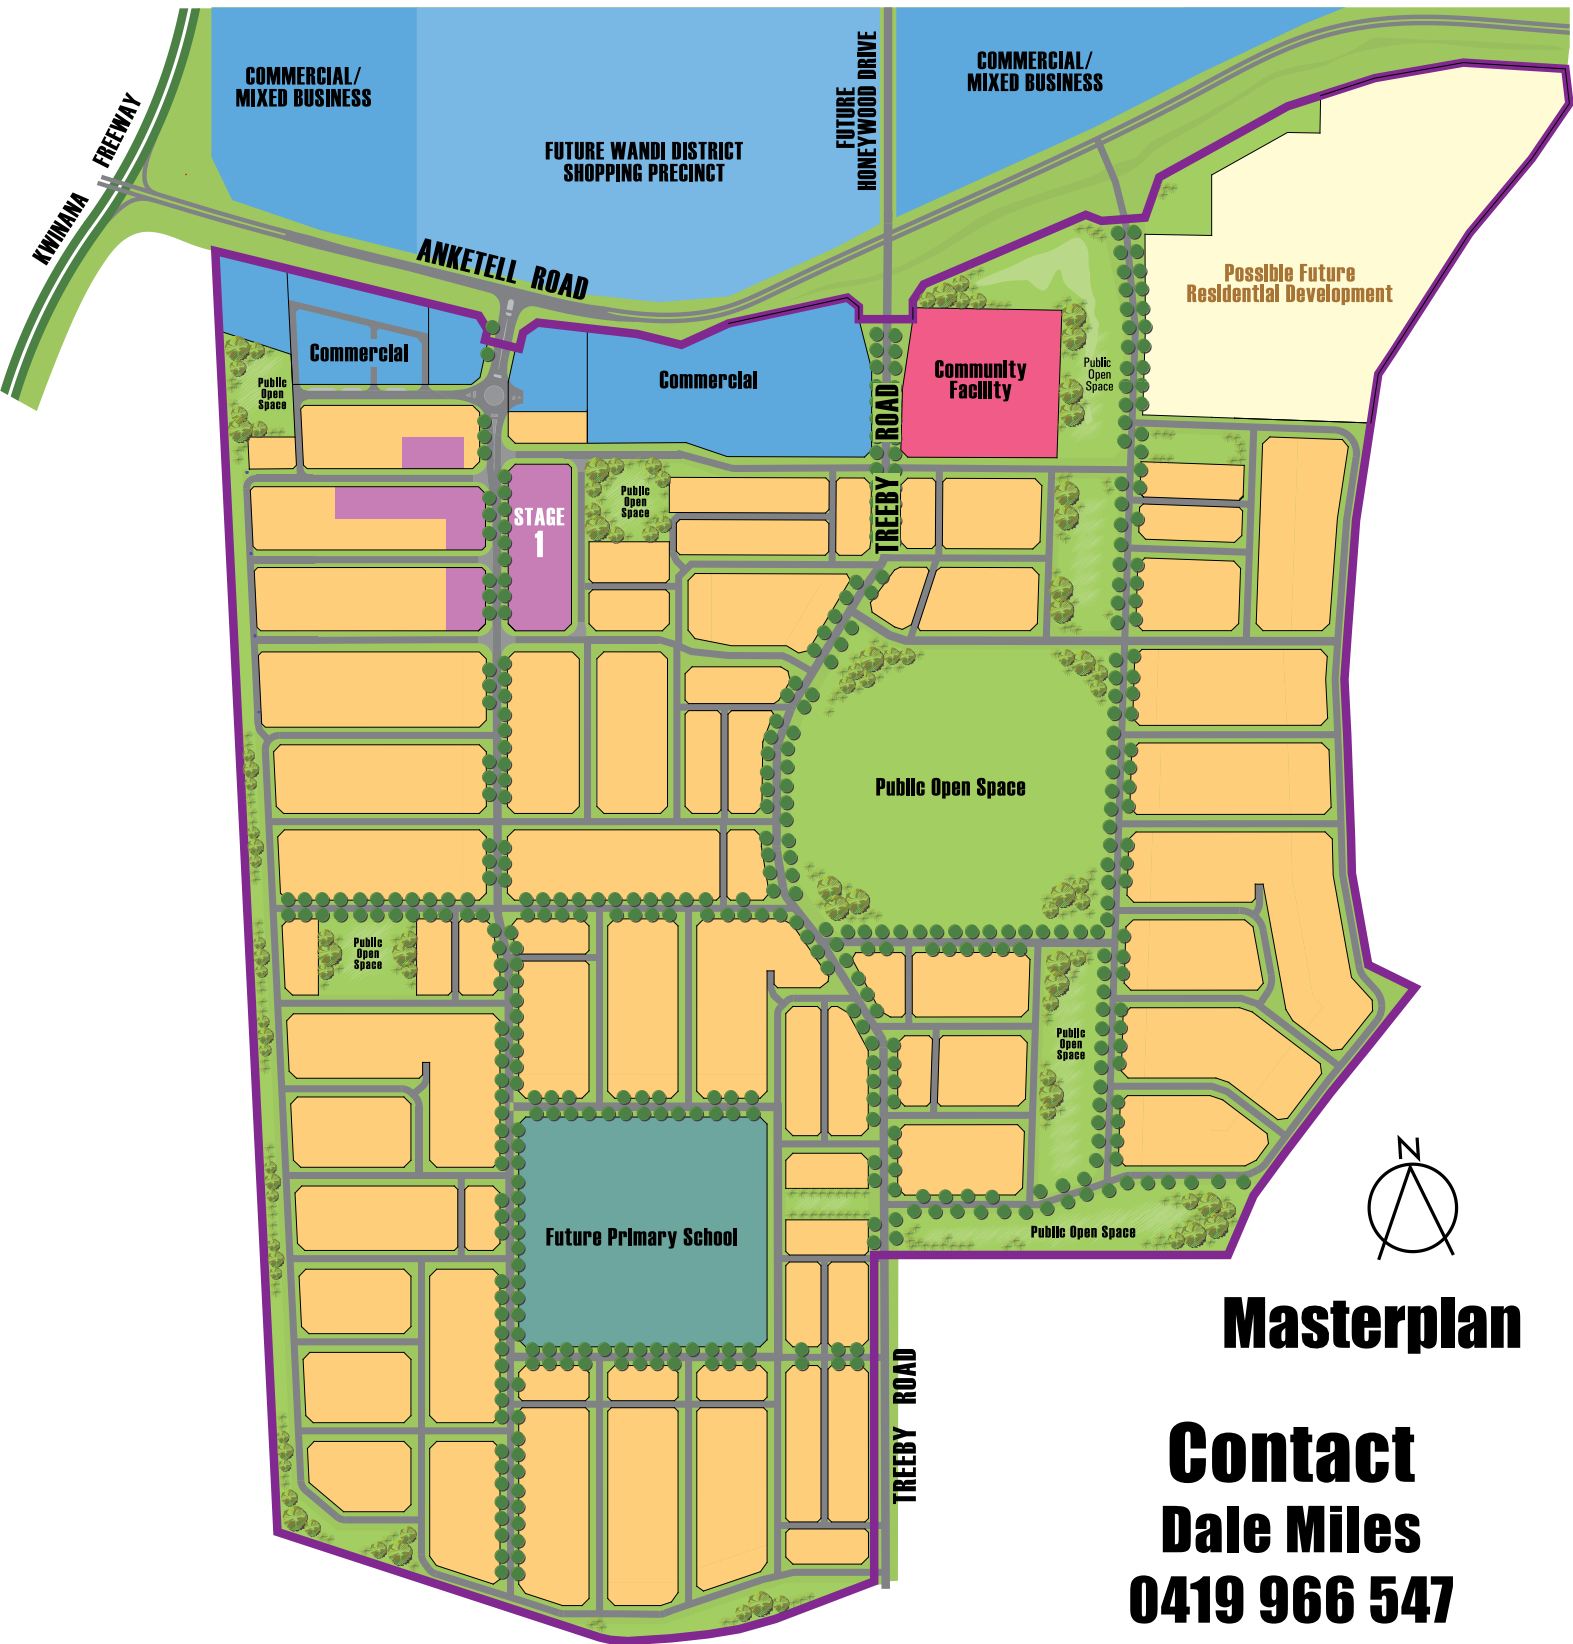 COMMERCIAL/
MIXED BUSINESS
FUTURE WANDI DISTRICT
SHOPPING PRECINCT
FUTURE
HONEYWOOD DRIVE
COMMERCIAL/
MIXED BUSINESS
KWINANA FREEWAY
ANKETELL ROAD
Possible Future
Residential Development
Commercial
Commercial
Community
Facility
Public
Open
Space
Public
Open
Space
TREEBY ROAD
STAGE
1
Public
Open
Space
Public Open Space
Public
Open
Space
Public
Open
Space
Future Primary School
Public Open Space
N
Masterplan
TREEBY ROAD
Contact
Dale Miles
0419 966 547